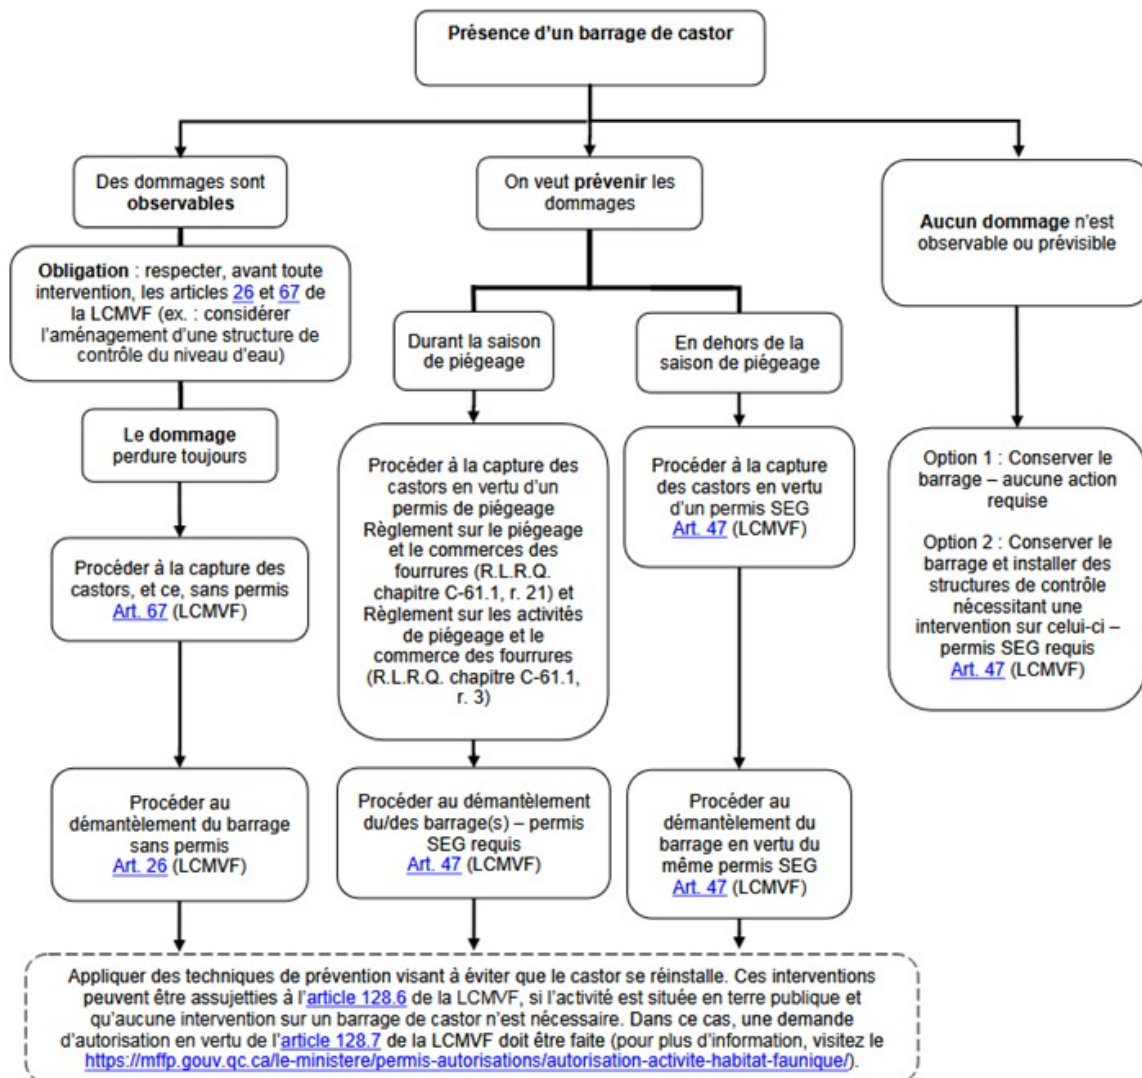 Présence d'un barrage de castor
Des dommages sont
observables
On veut prévenir les
dommages
Aucun dommage n'est
observable ou prévisible
Obligation : respecter, avant toute
intervention, les articles 26 et 67 de
la LCMVF (ex. : considérer
l'aménagement d'une structure de
contrôle du niveau d'eau)
Durant la saison
de piégeage
En dehors de la
saison de piégeage
Le dommage
perdure toujours
Procéder à la capture des
castors en vertu d'un
permis de piégeage
Règlement sur le piégeage
et le commerces des
fourrures (R.L.R.Q.
chapitre C-61.1, r. 21) et
Règlement sur les activités
de piégeage et le
commerce des fourrures
(R.L.R.Q. chapitre C-61.1,
r. 3)
Procéder à la capture
des castors en vertu
d'un permis SEG
Art. 47 (LCMVF)
Option 1 : Conserver le
barrage – aucune action
requise
Option 2 : Conserver le
barrage et installer des
structures de contrôle
nécessitant une
intervention sur celui-ci –
permis SEG requis
Art. 47 (LCMVF)
Procéder à la capture des
castors, et ce, sans permis
Art. 67 (LCMVF)
Procéder au
démantèlement du barrage
sans permis
Art. 26 (LCMVF)
Procéder au démantèlement
du/des barrage(s) – permis
SEG requis
Art. 47 (LCMVF)
Procéder au
démantèlement du
barrage en vertu du
même permis SEG
Art. 47 (LCMVF)
Appliquer des techniques de prévention visant à éviter que le castor se réinstalle. Ces interventions
peuvent être assujetties à l'article 128.6 de la LCMVF, si l'activité est située en terre publique et
qu'aucune intervention sur un barrage de castor n'est nécessaire. Dans ce cas, une demande
d'autorisation en vertu de l'article 128.7 de la LCMVF doit être faite (pour plus d'information, visitez le
https://mffp.gouv.qc.ca/le-ministere/permis-autorisations/autorisation-activite-habitat-faunique/).